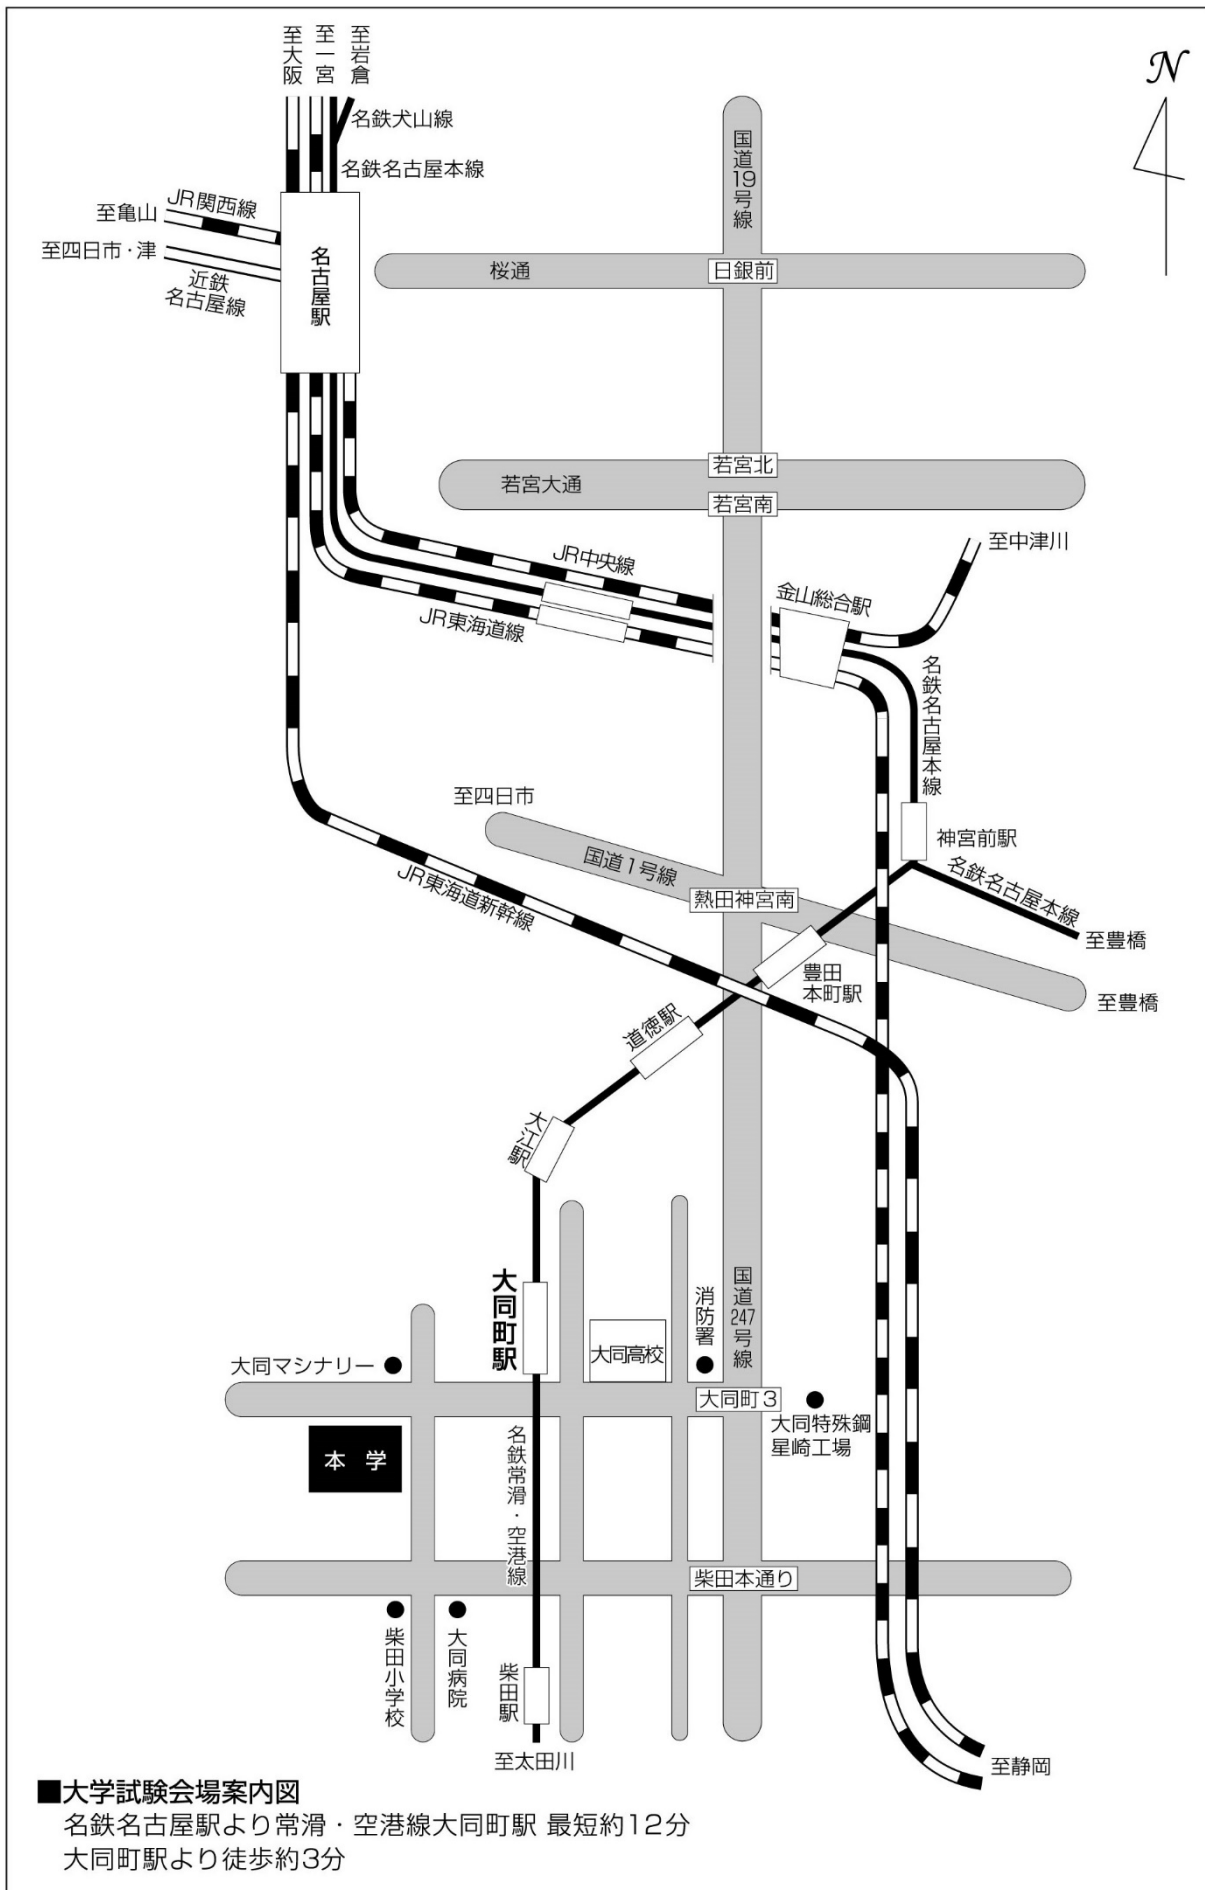 至大阪
至一宮
至岩倉
名鉄犬山線
名鉄名古屋本線
N
国道19号線
JR関西線
至亀山
至四日市・津
近鉄
名古屋線
名古屋駅
桜通
日銀前
若宮北
若宮大通
若宮南
至中津川
JR中央線
金山総合駅
JR東海道線
名鉄名古屋本線
至四日市
国道1号線
神宮前駅
JR東海道新幹線
熱田神宮南
名鉄名古屋本線
至豊橋
豊田
本町駅
至豊橋
道徳駅
大江駅
大同町駅
消防署
国道247号線
大同高校
大同マシナリー
大同町3
大同特殊鋼
星崎工場
本 学
名鉄常滑・空港線
柴田本通り
柴田小学校
大同病院
柴田駅
至太田川
至静岡
■大学試験会場案内図
名鉄名古屋駅より常滑・空港線大同町駅 最短約12分
大同町駅より徒歩約3分